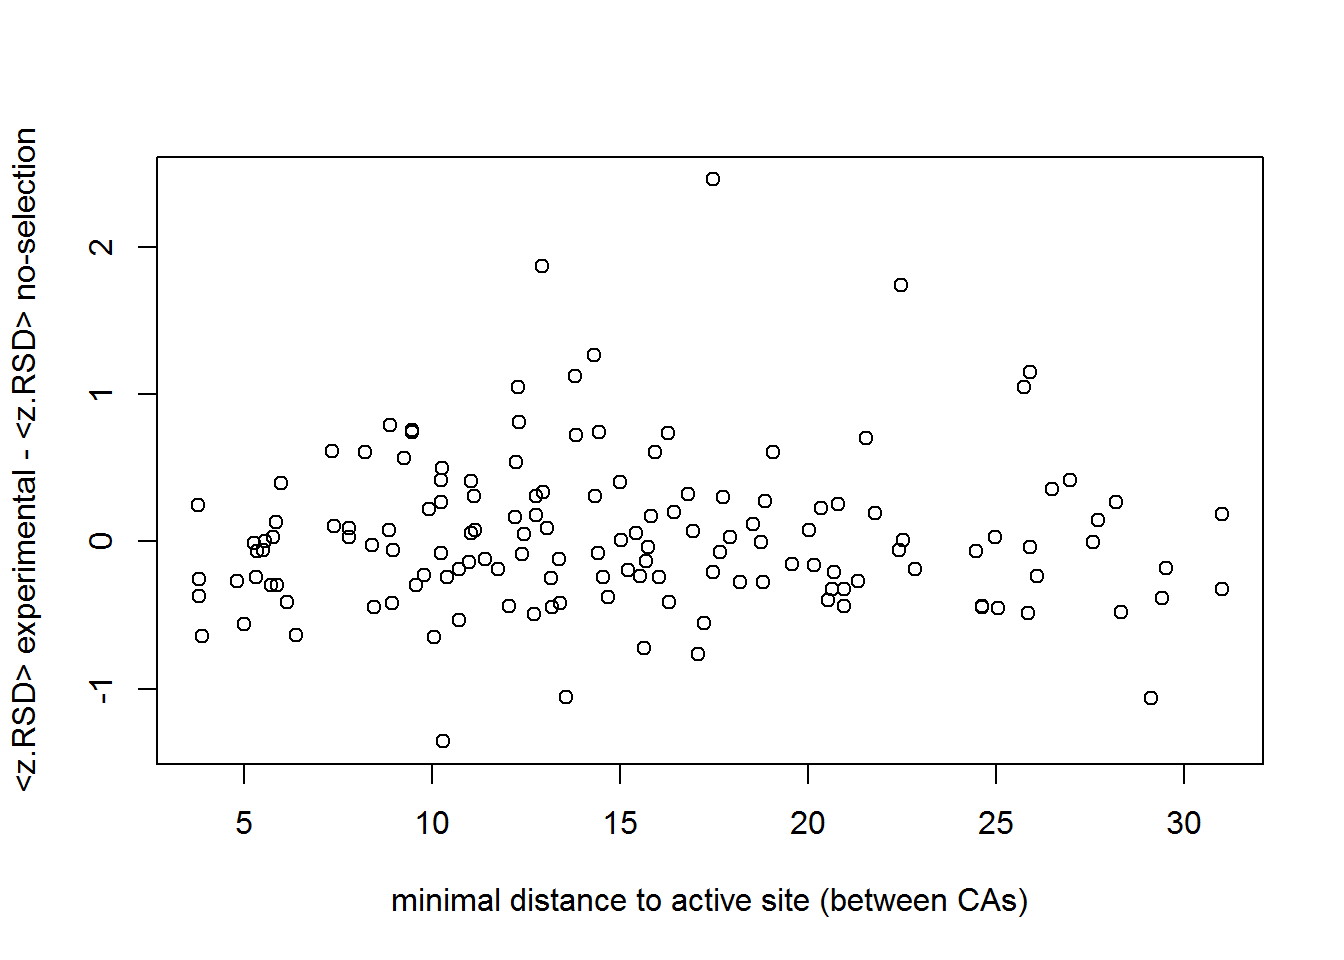 <z.RSD> experimental - <z.RSD> no-selection
2
1
0
-1
5 10 15 20 25 30
minimal distance to active site (between CAs)